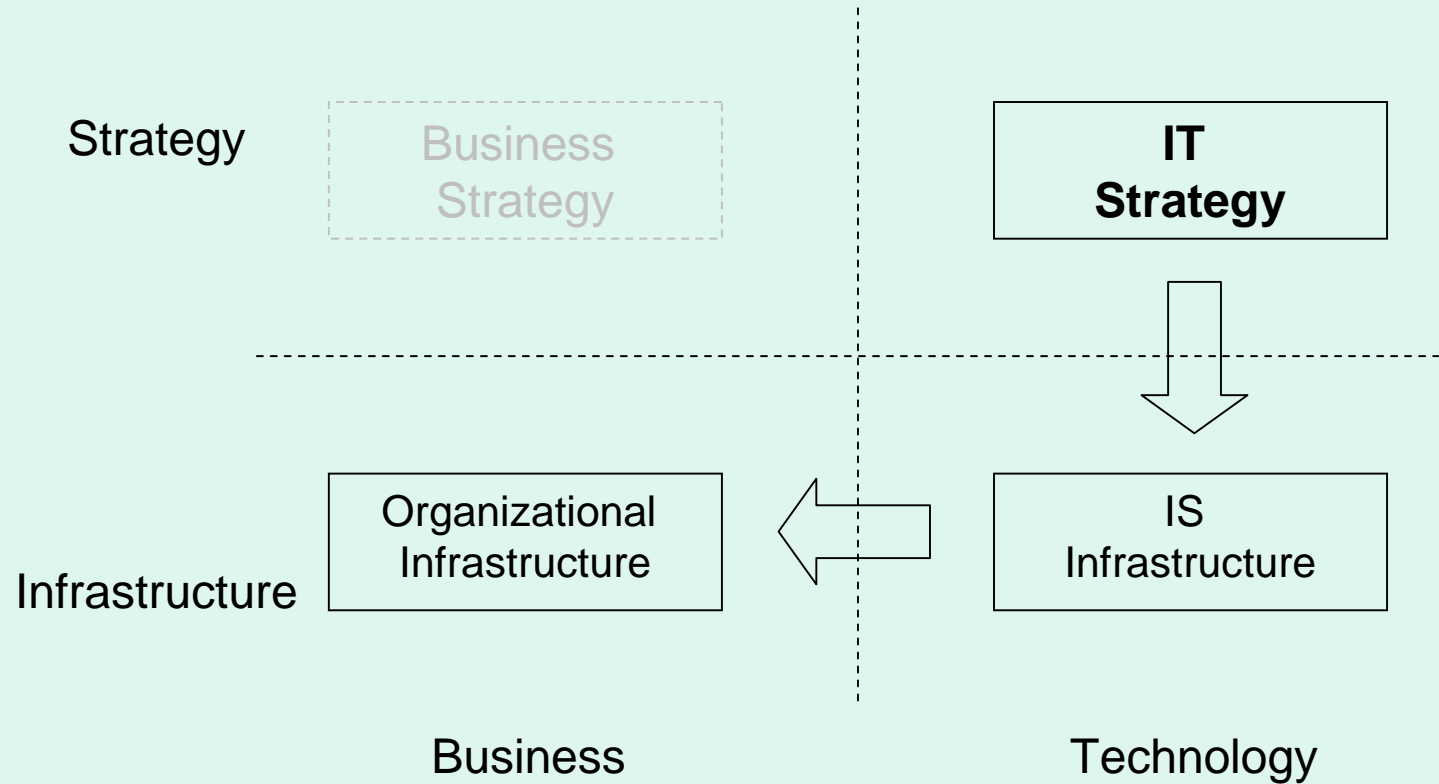 Strategy
Business
Strategy
IT
Strategy
Infrastructure
Organizational
Infrastructure
IS
Infrastructure
Business
Technology